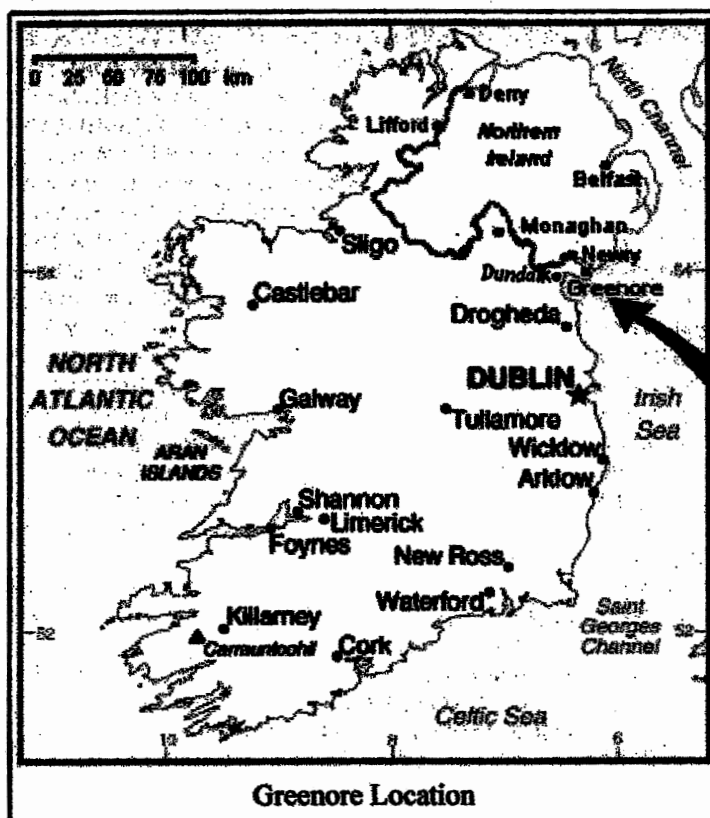 0 25 50 75 100 km
North Channel
Derry
Lifford
Northern
Ireland
Belfast
Monaghan
Sligo
Newry
54
54
Dundalk
Greenore
Castlebar
Drogheda
NORTH
ATLANTIC
OCEAN
DUBLIN
Irish
Sea
Galway
Tullamore
ARAN
ISLANDS
Wicklow
Arklow
Shannon
Limerick
Foynes
New Ross
Waterford
Saint
Georges
Channel
52
52
Killarney
Carrauntoohil
Cork
Celtic Sea
10
8
6
Greenore Location